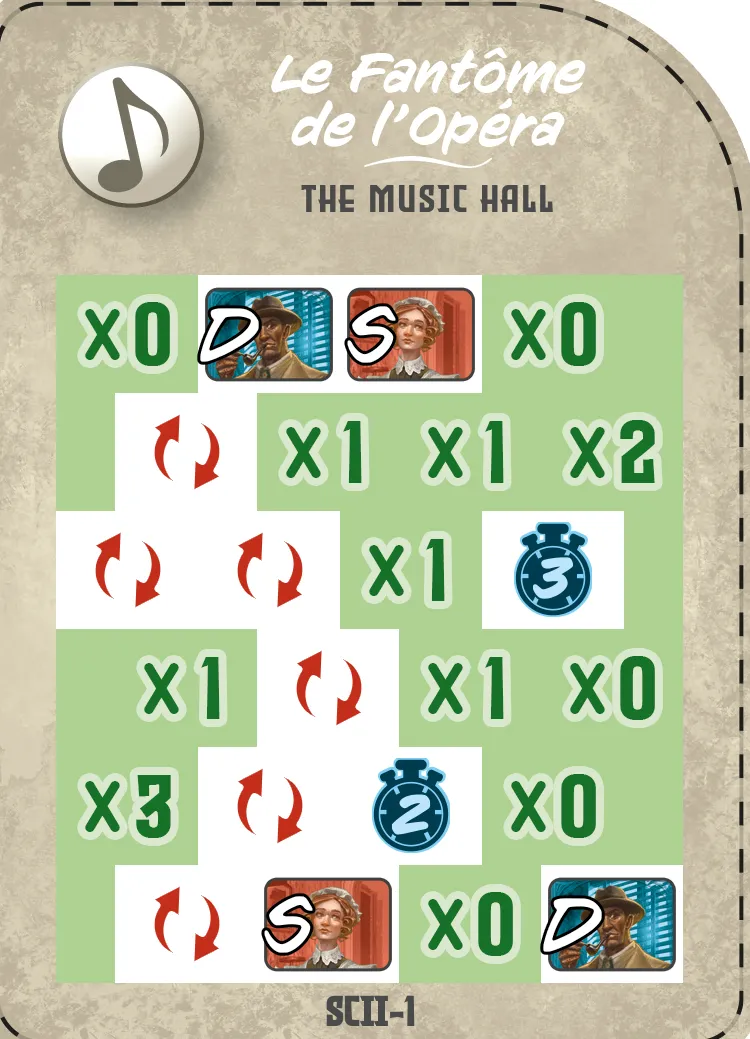 Le Fantôme
de l'Opéra
THE MUSIC HALL
X0 D S X0
X1 X1 X2
X1 3
X1 X1 X0
X3 2 X0
S X0 D
SCII-1